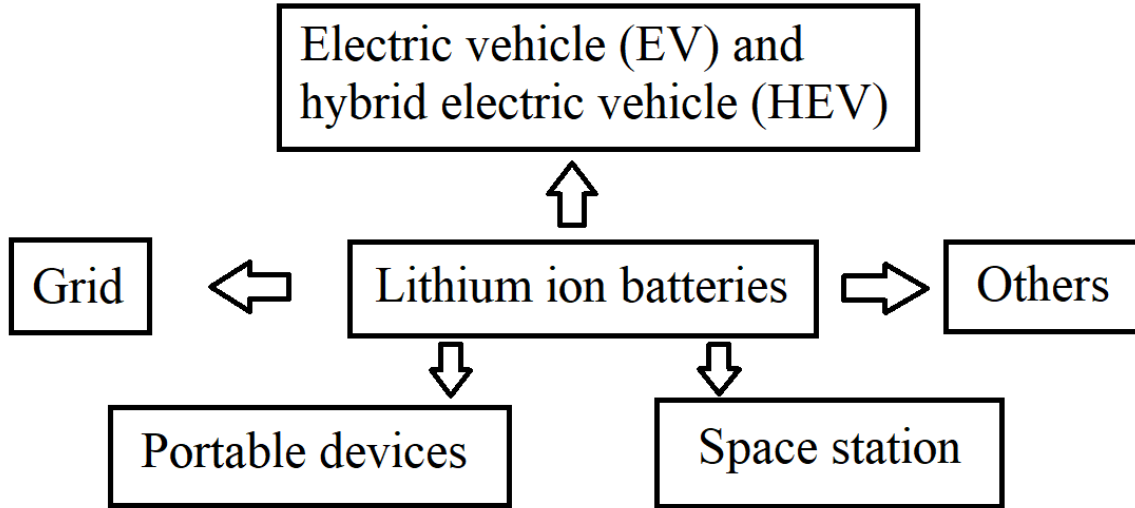 Electric vehicle (EV) and
hybrid electric vehicle (HEV)
Grid
Lithium ion batteries
Others
Portable devices
Space station